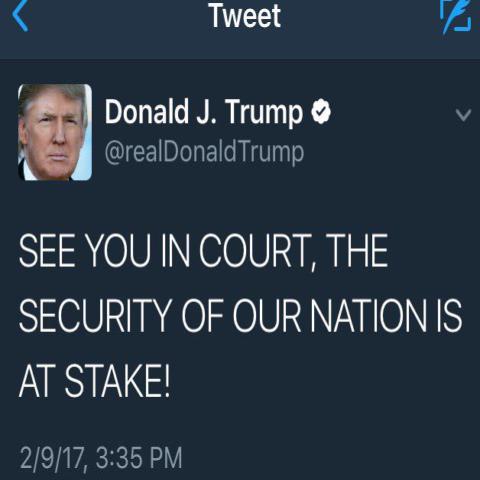 Tweet
Donald J. Trump
@realDonaldTrump
SEE YOU IN COURT, THE
SECURITY OF OUR NATION IS
AT STAKE!
2/9/17, 3:35 PM